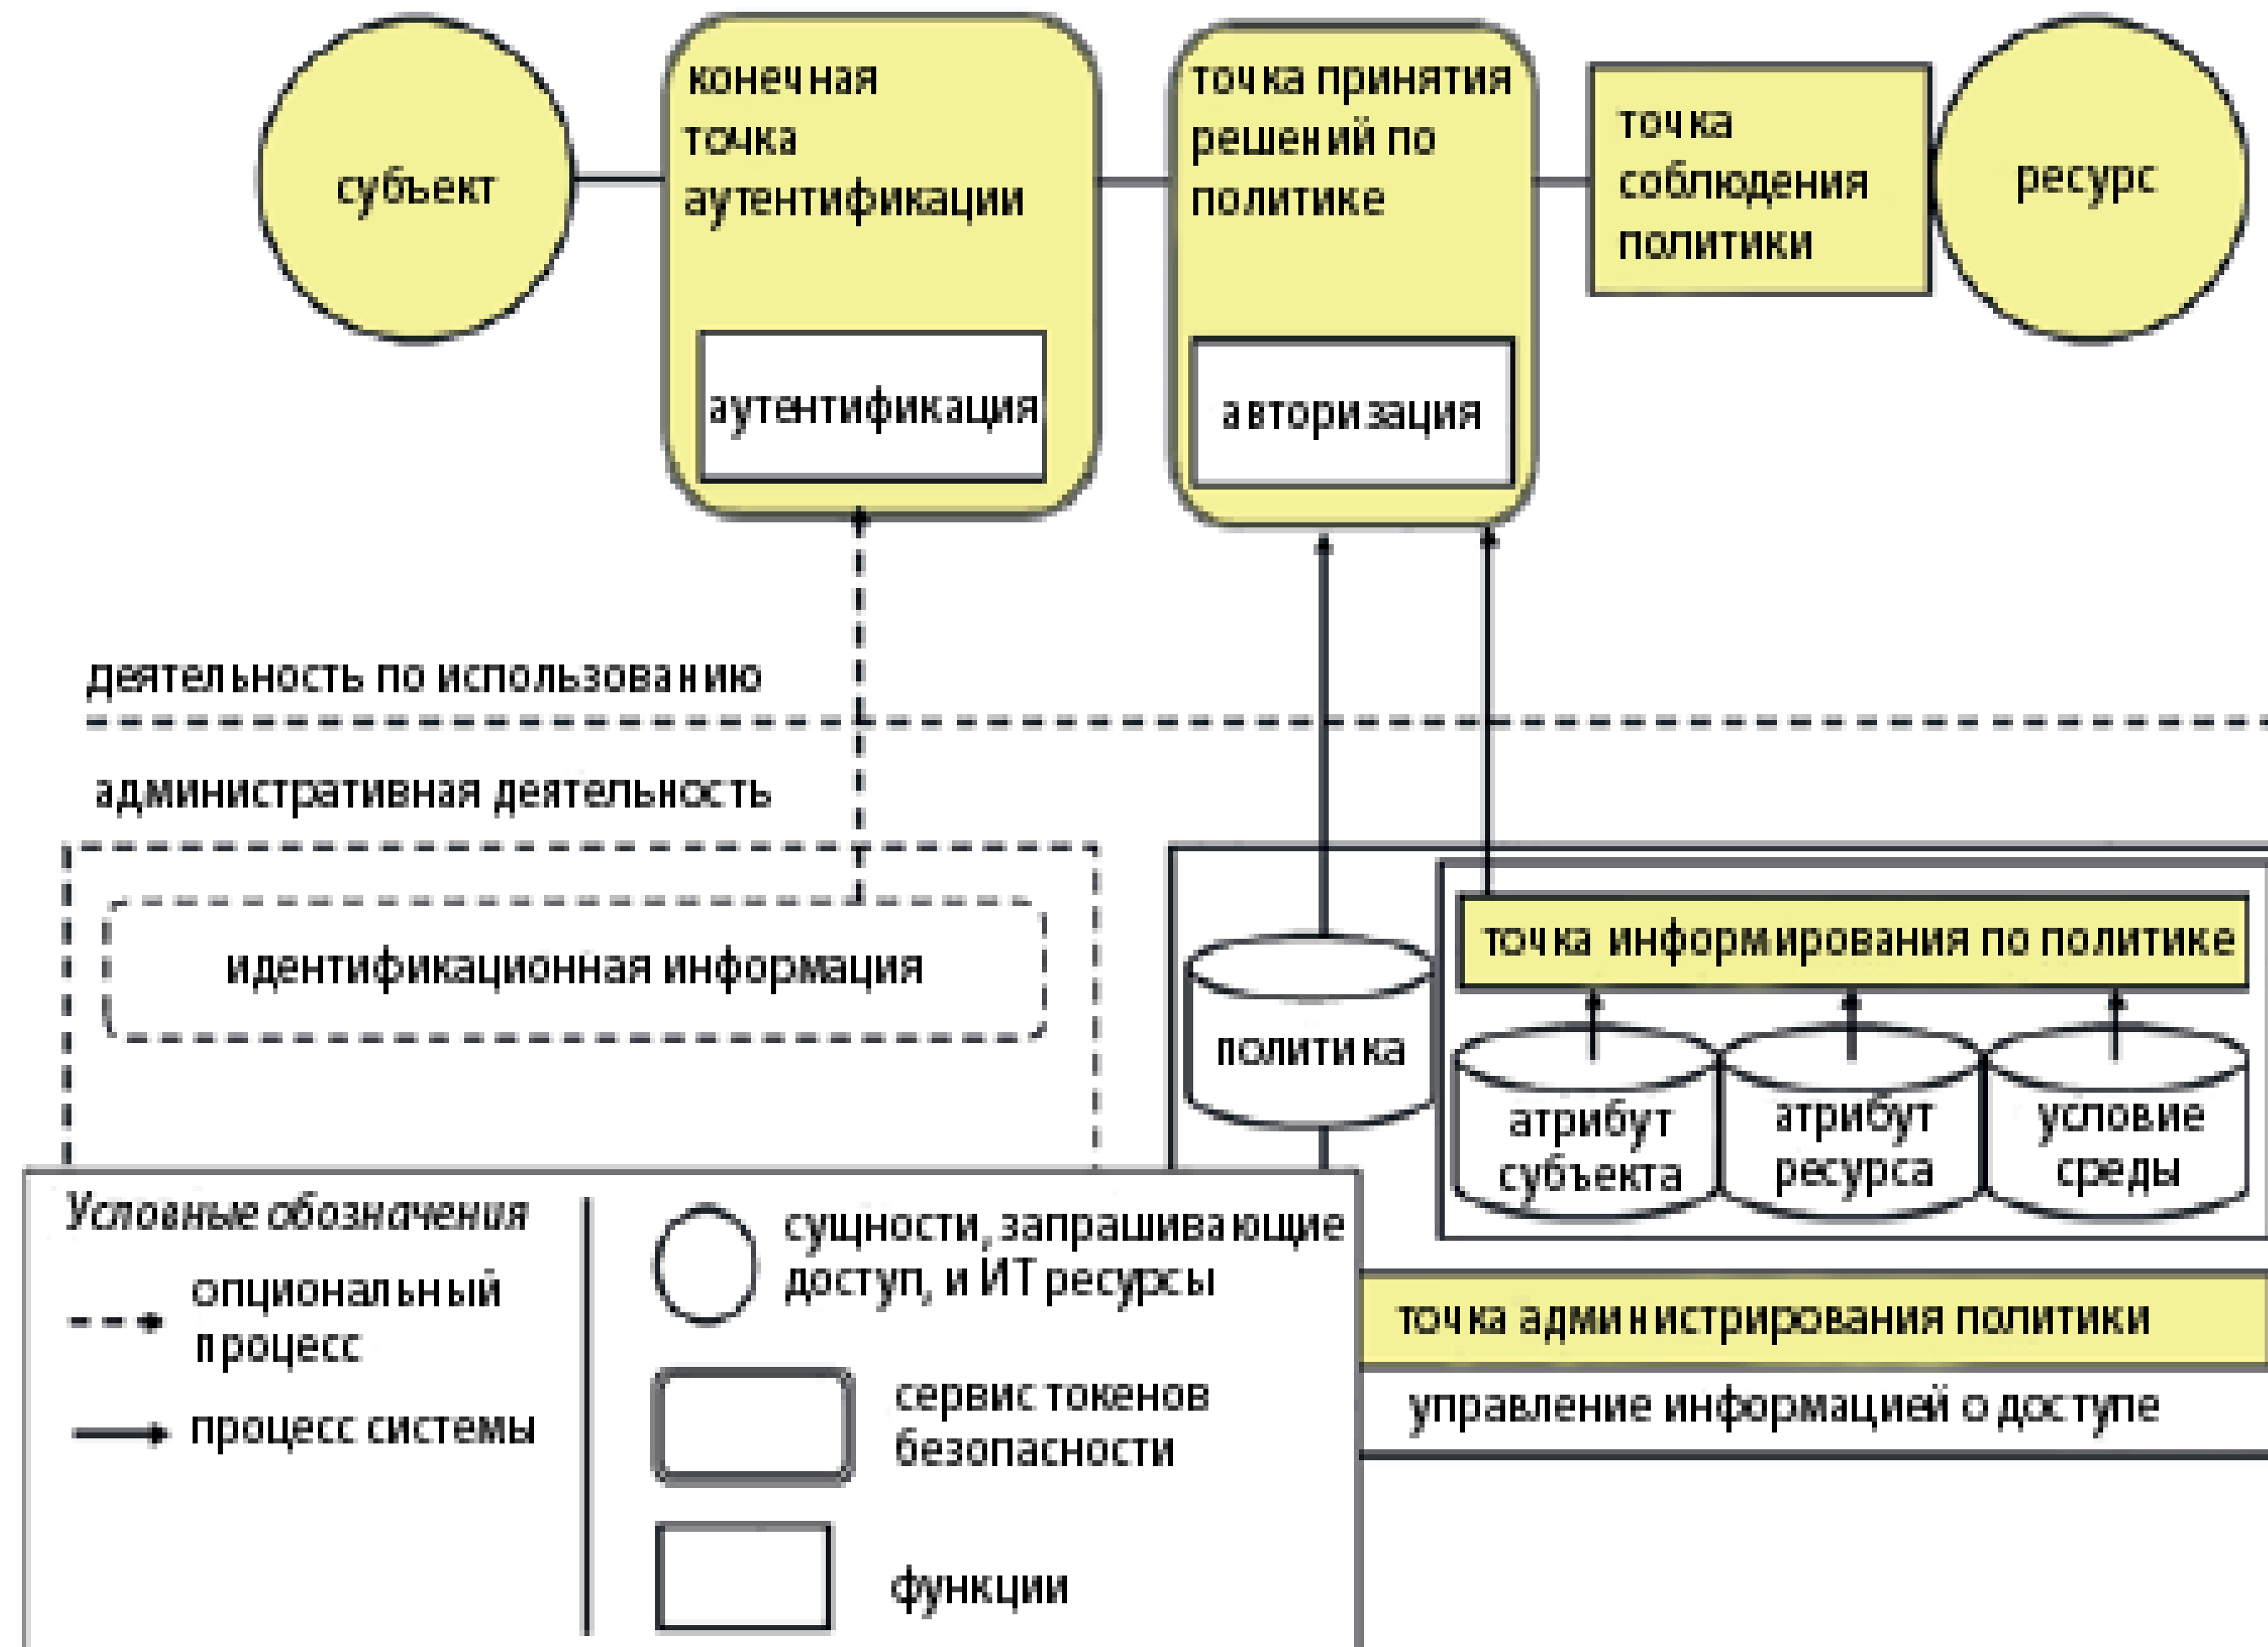 субъект
конечная
точка
аутентификации
аутентификация
точка принятия
решений по
политике
авторизация
точка
соблюдения
политики
ресурс
деятельность по использованию
административная деятельность
идентификационная информация
политика
точка информирования по политике
атрибут
субъекта
атрибут
ресурса
условие
среды
точка администрирования политики
управление информацией о доступе
Условные обозначения
опциональный
процесс
процесс системы
сущности, запрашивающие
доступ, и ИТ ресурсы
сервис токенов
безопасности
функции